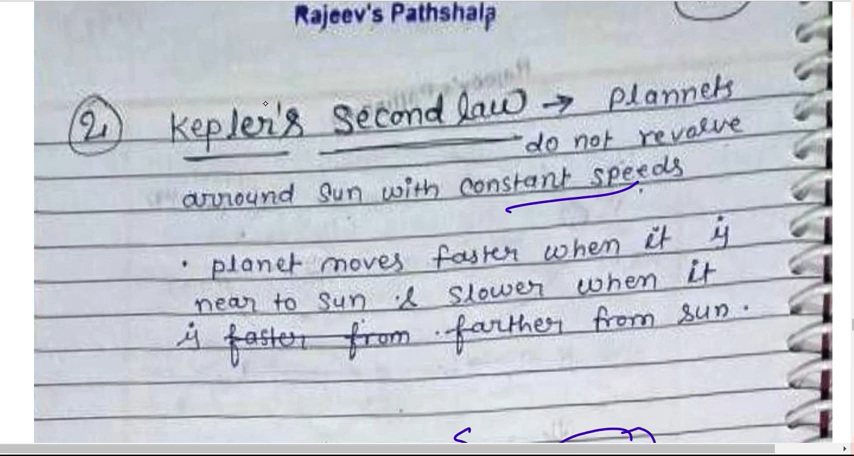 Rajeev's Pathshala
2. Kepler's Second law → plannets
do not revolve
arround Sun with constant speeds
• planet moves faster when it is
near to sun & slower when it
is faster from farther from sun.